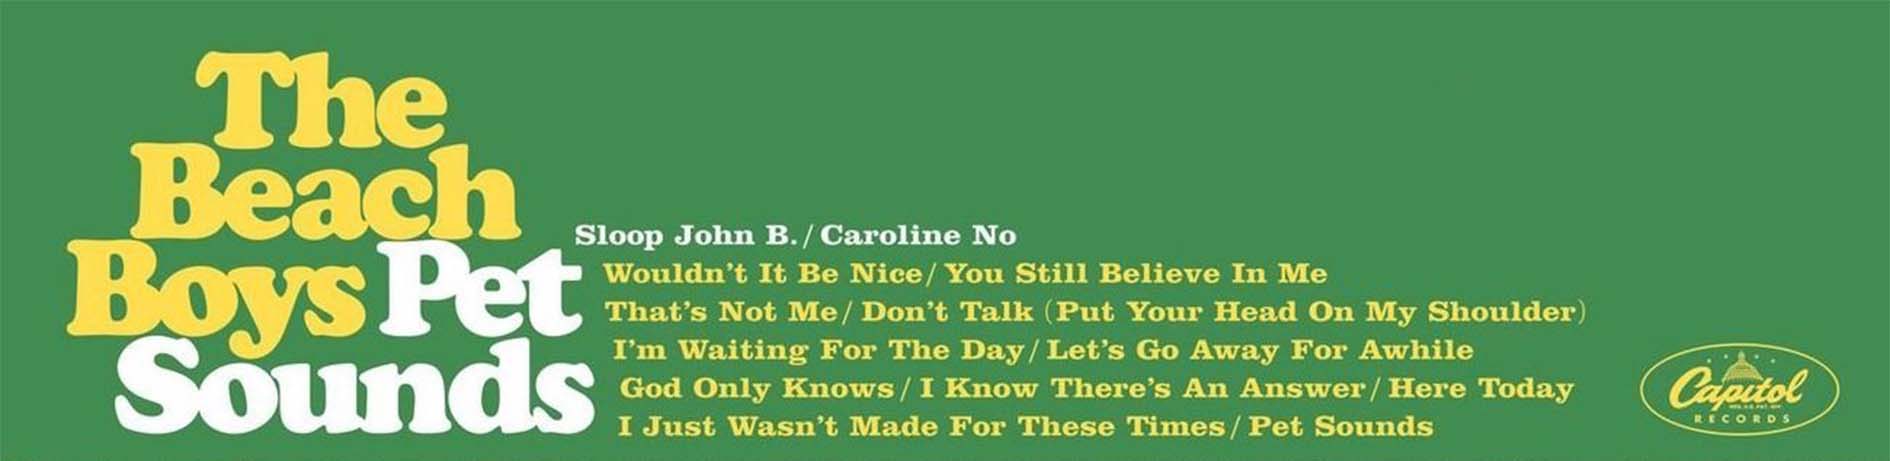 The
Beach
Boys Pet
Sounds
Sloop John B./Caroline No
Wouldn't It Be Nice/You Still Believe In Me
That's Not Me/Don't Talk (Put Your Head On My Shoulder)
I'm Waiting For The Day/Let's Go Away For Awhile
God Only Knows/I Know There's An Answer/Here Today
I Just Wasn't Made For These Times/Pet Sounds
Capitol
RECORDS